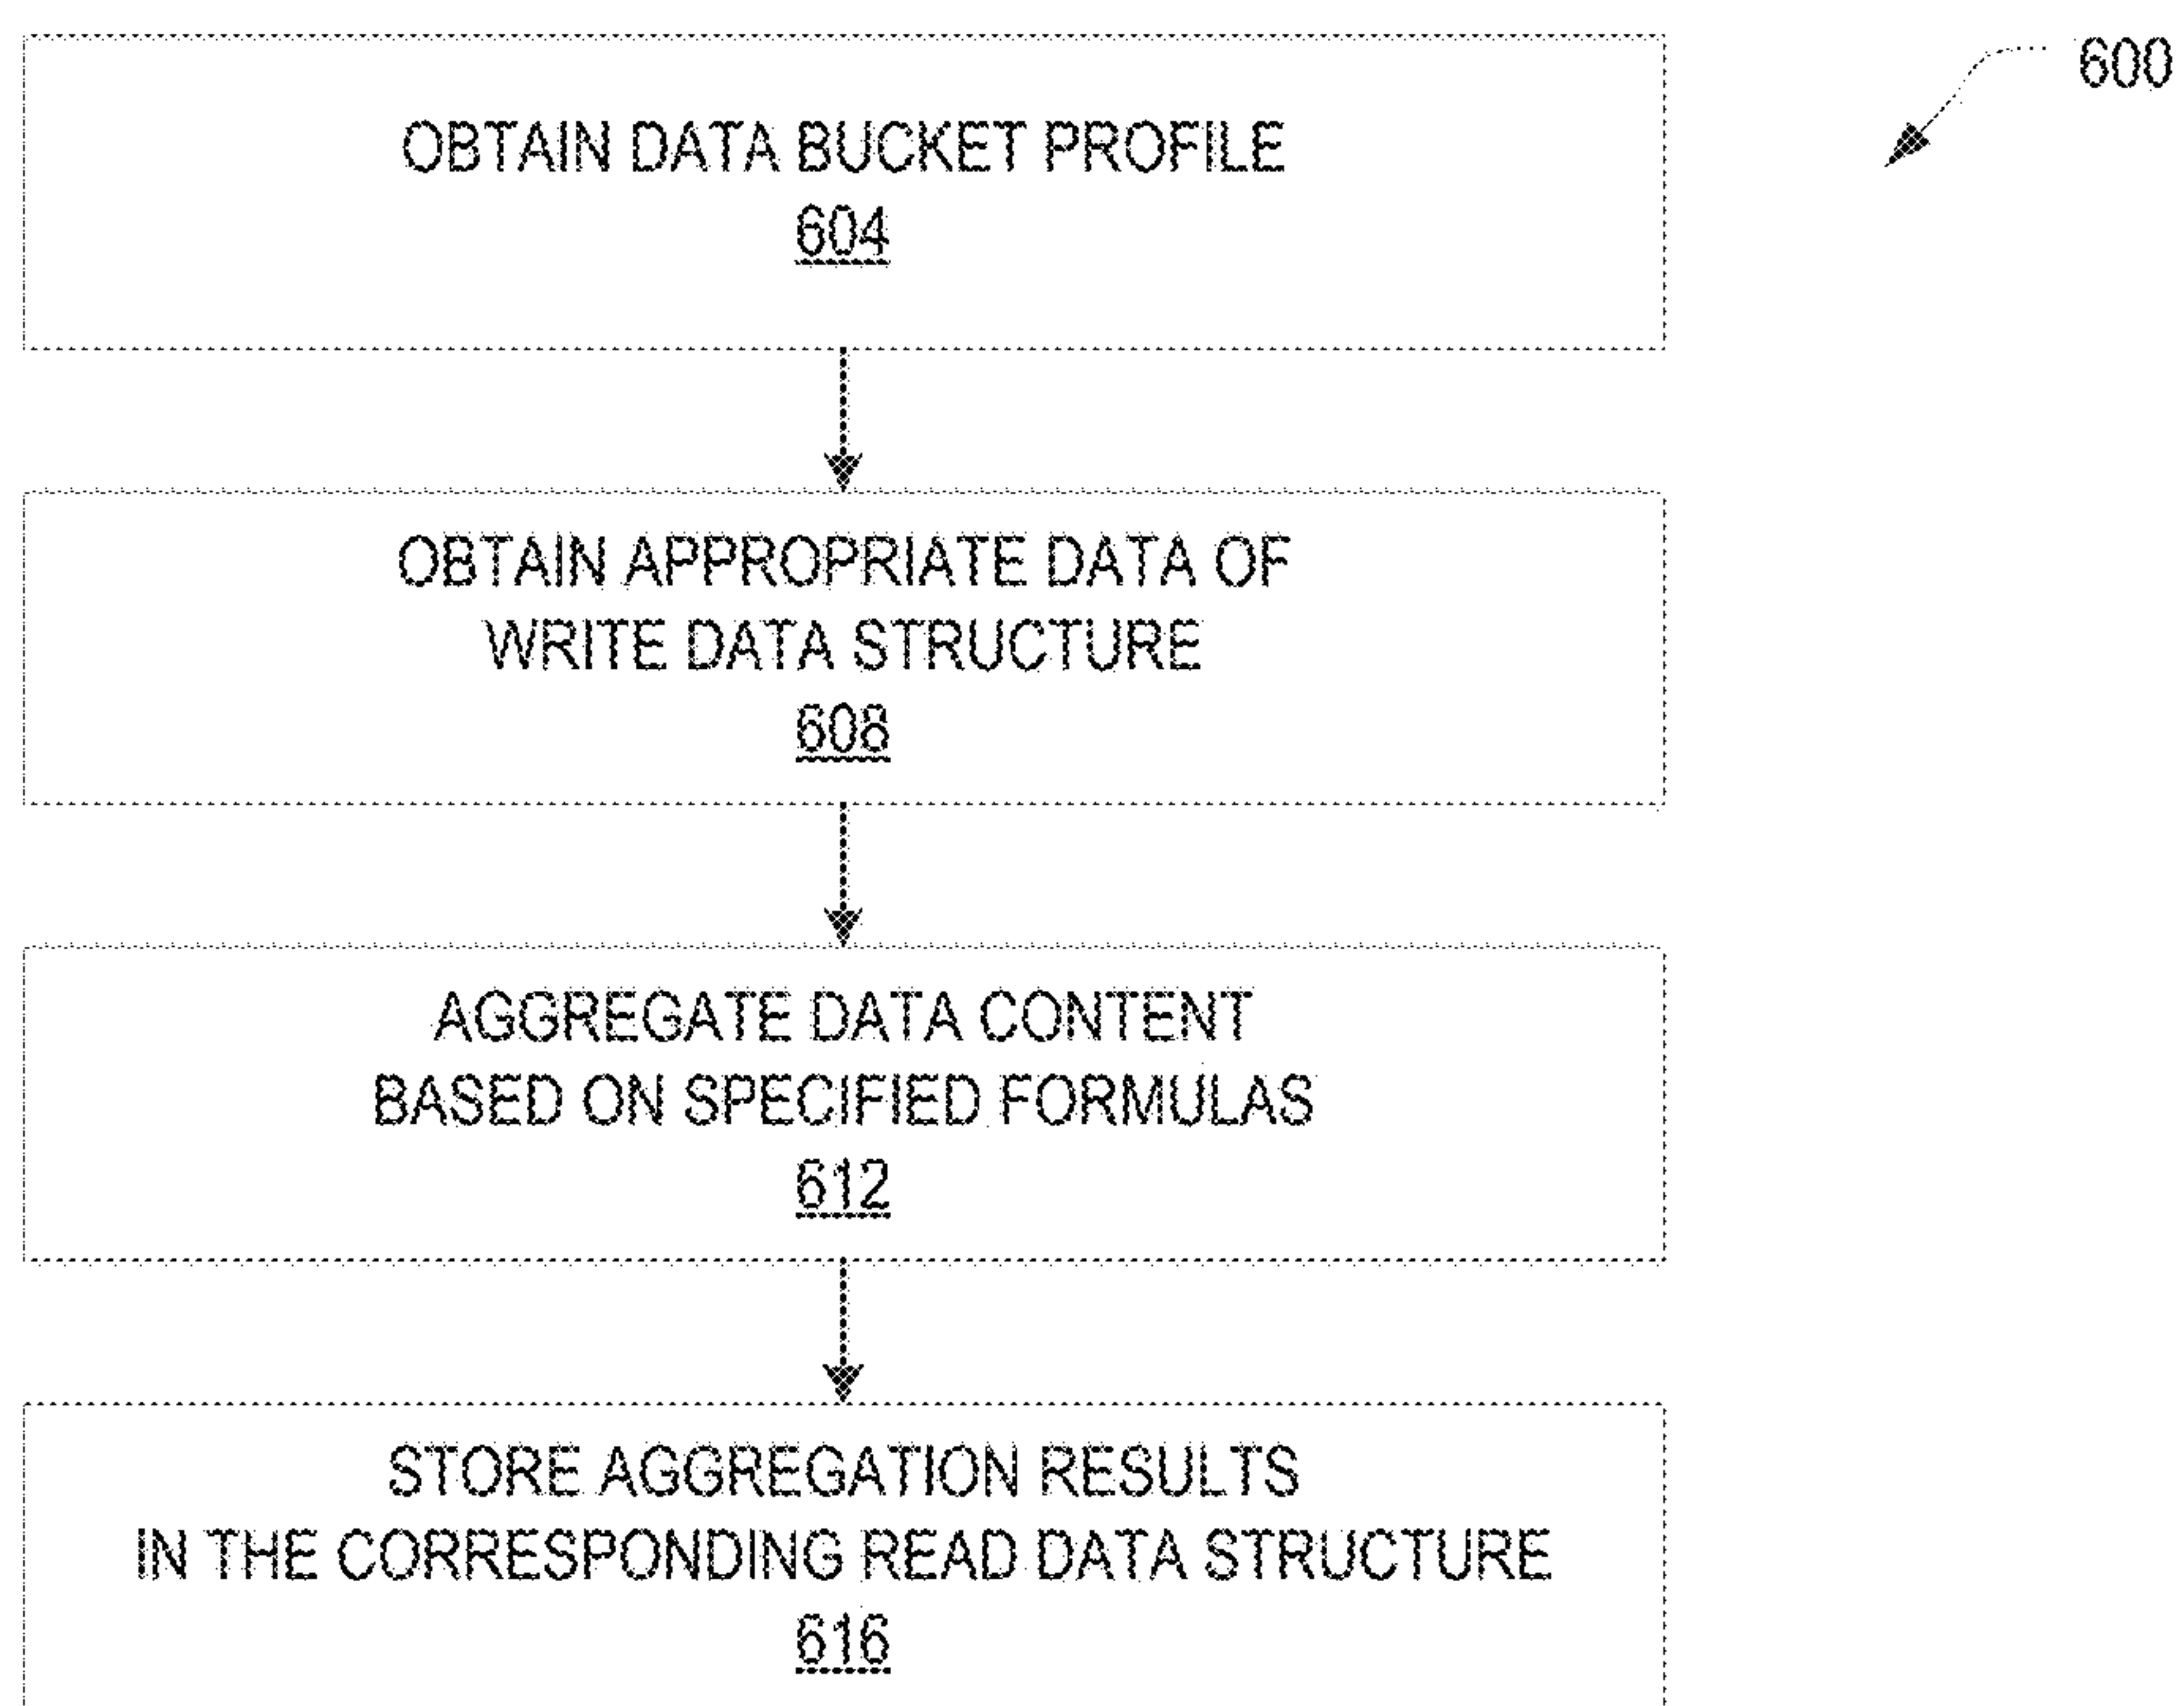 600
OBTAIN DATA BUCKET PROFILE
604
OBTAIN APPROPRIATE DATA OF
WRITE DATA STRUCTURE
608
AGGREGATE DATA CONTENT
BASED ON SPECIFIED FORMULAS
612
STORE AGGREGATION RESULTS
IN THE CORRESPONDING READ DATA STRUCTURE
616